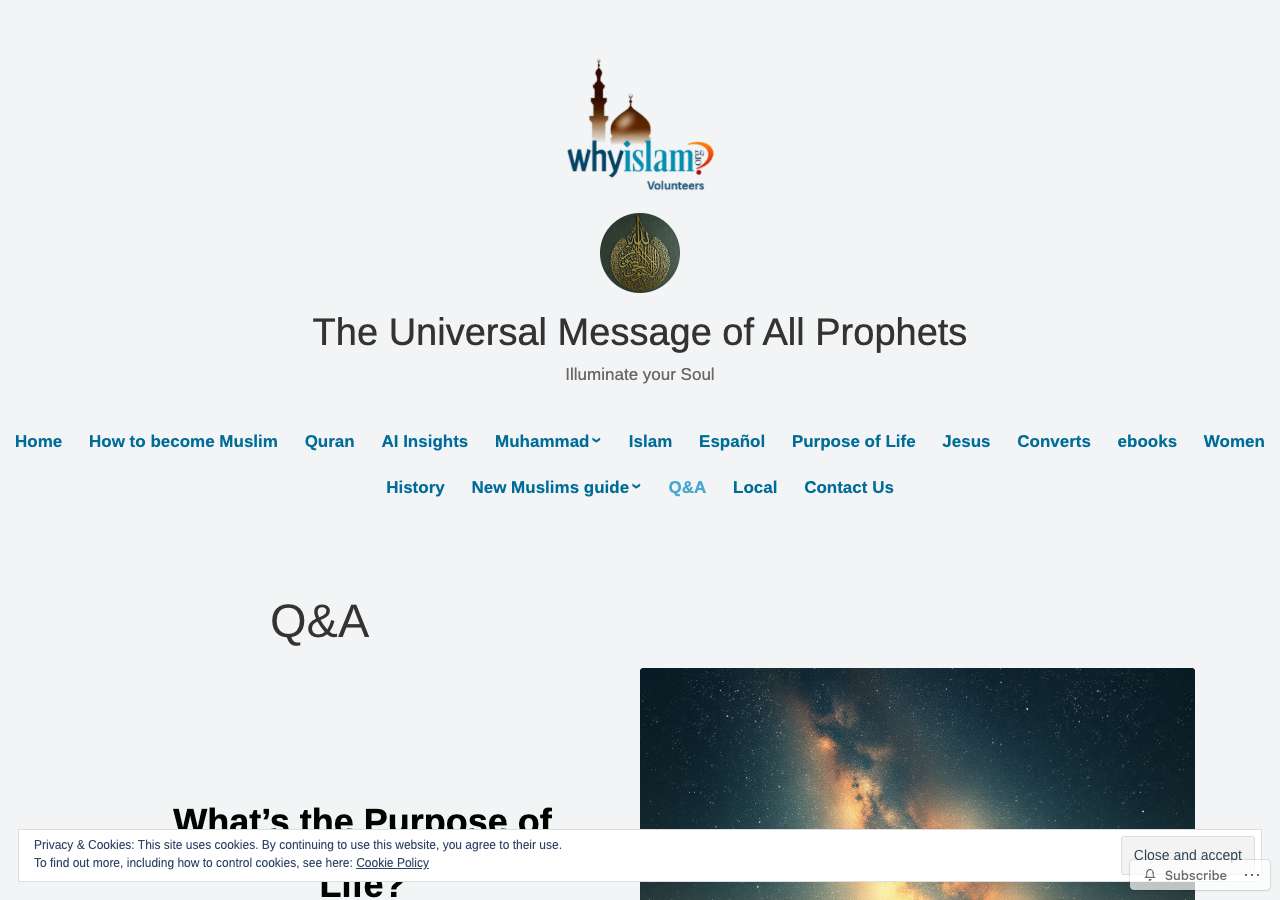 whyislam?
.org
Volunteers
The Universal Message of All Prophets
Illuminate your Soul
Home How to become Muslim Quran AI Insights Muhammad Islam Español Purpose of Life Jesus Converts ebooks Women
History New Muslims guide Q&A Local Contact Us
Q&A
What’s the Purpose of
Life?
Privacy & Cookies: This site uses cookies. By continuing to use this website, you agree to their use.
To find out more, including how to control cookies, see here: Cookie Policy
Close and accept
Subscribe ···